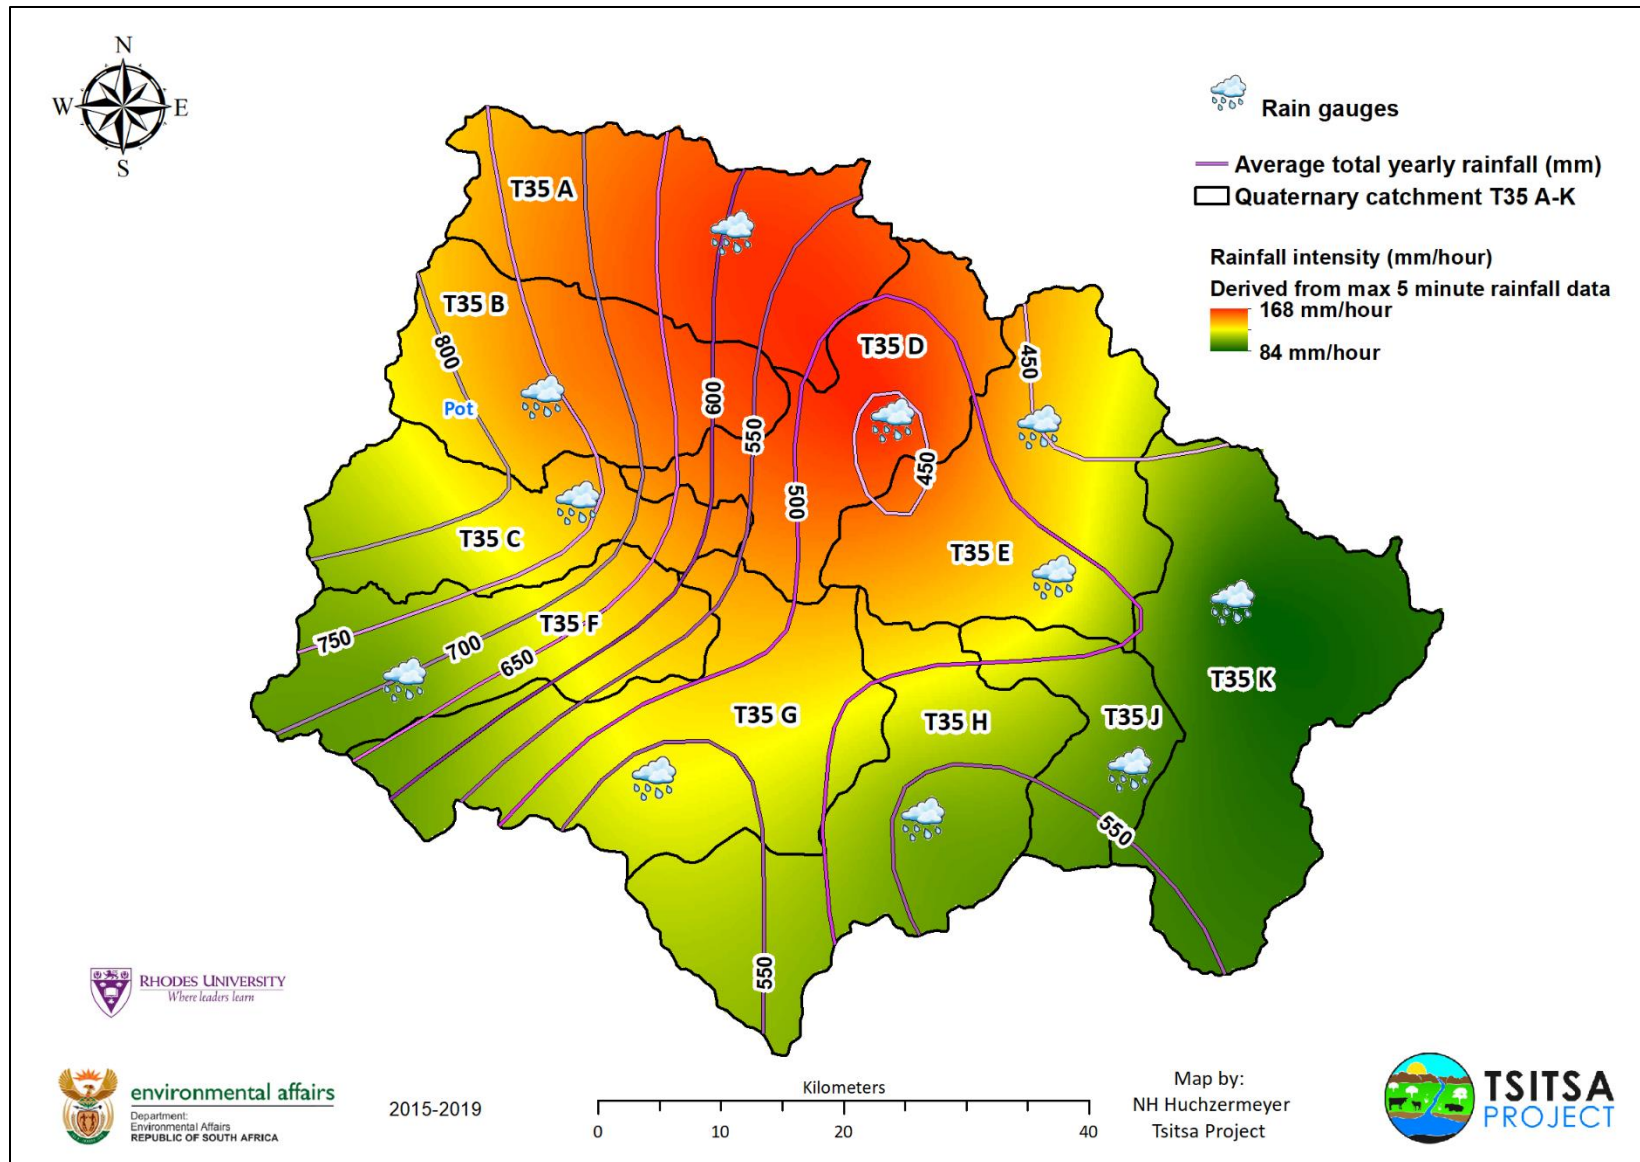 N
W E
S
Rain gauges
Average total yearly rainfall (mm)
Quaternary catchment T35 A-K
Rainfall intensity (mm/hour)
Derived from max 5 minute rainfall data
168 mm/hour
84 mm/hour
T35 A
T35 B
T35 D
800
450
Pot
600
550
450
500
T35 C
T35 E
T35 F
750
700
650
T35 K
T35 G
T35 H
T35 J
550
550
RHODES UNIVERSITY
Where leaders learn
environmental affairs
Department:
Environmental Affairs
REPUBLIC OF SOUTH AFRICA
2015-2019
Kilometers
0 10 20 40
Map by:
NH Huchzermeyer
Tsitsa Project
TSITSA
PROJECT